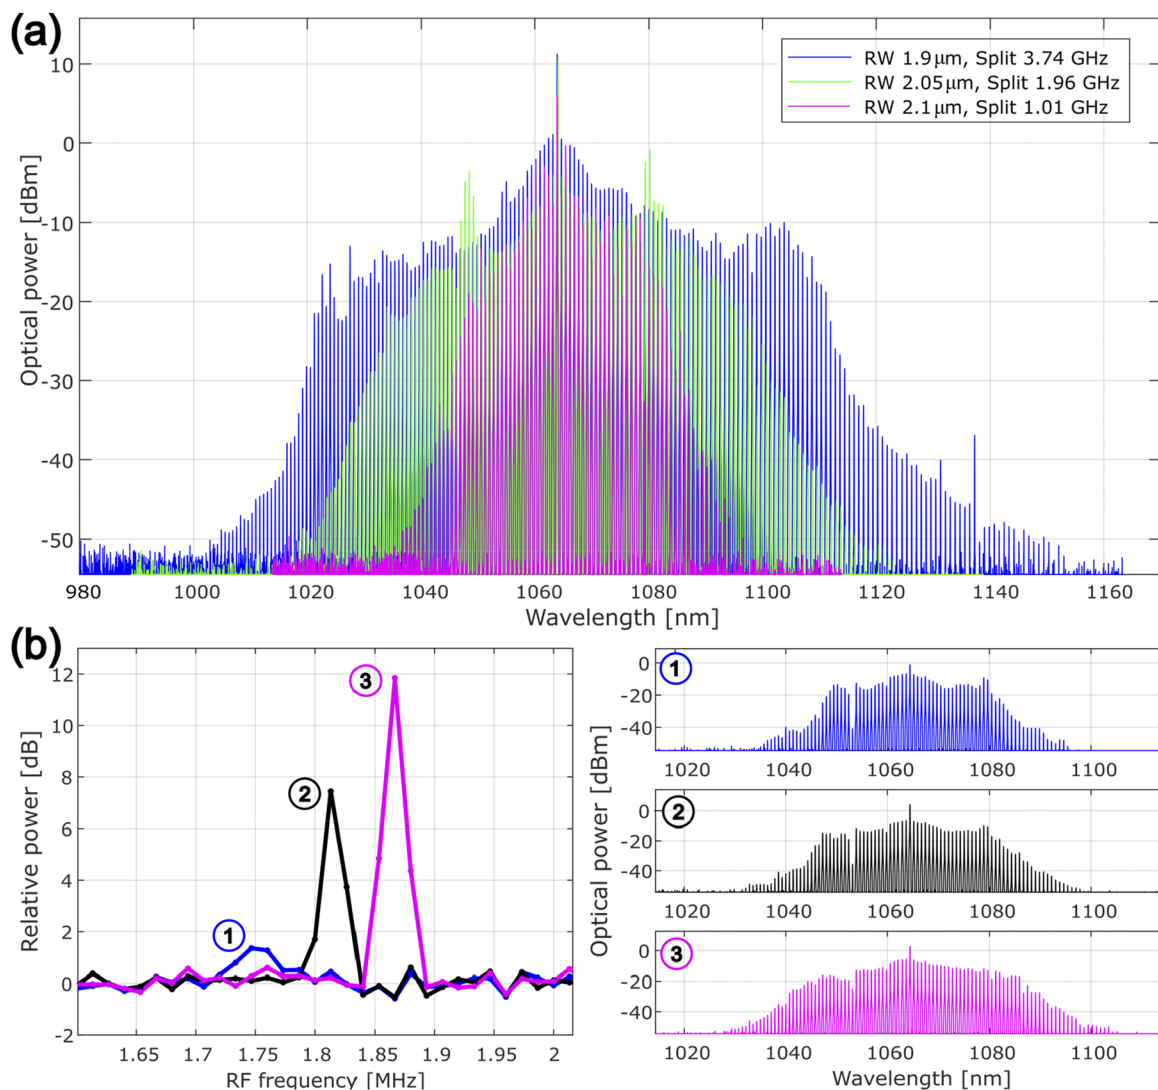 (a)
RW 1.9μm, Split 3.74 GHz
RW 2.05μm, Split 1.96 GHz
RW 2.1μm, Split 1.01 GHz
Optical power [dBm]
10
0
-10
-20
-30
-40
-50
980 1000 1020 1040 1060 1080 1100 1120 1140 1160
Wavelength [nm]
(b)
Relative power [dB]
12
10
8
6
4
2
0
-2
1
2
3
1.65 1.7 1.75 1.8 1.85 1.9 1.95 2
RF frequency [MHz]
Optical power [dBm]
1
0
-20
-40
1020 1040 1060 1080 1100
2
0
-20
-40
1020 1040 1060 1080 1100
3
0
-20
-40
1020 1040 1060 1080 1100
Wavelength [nm]